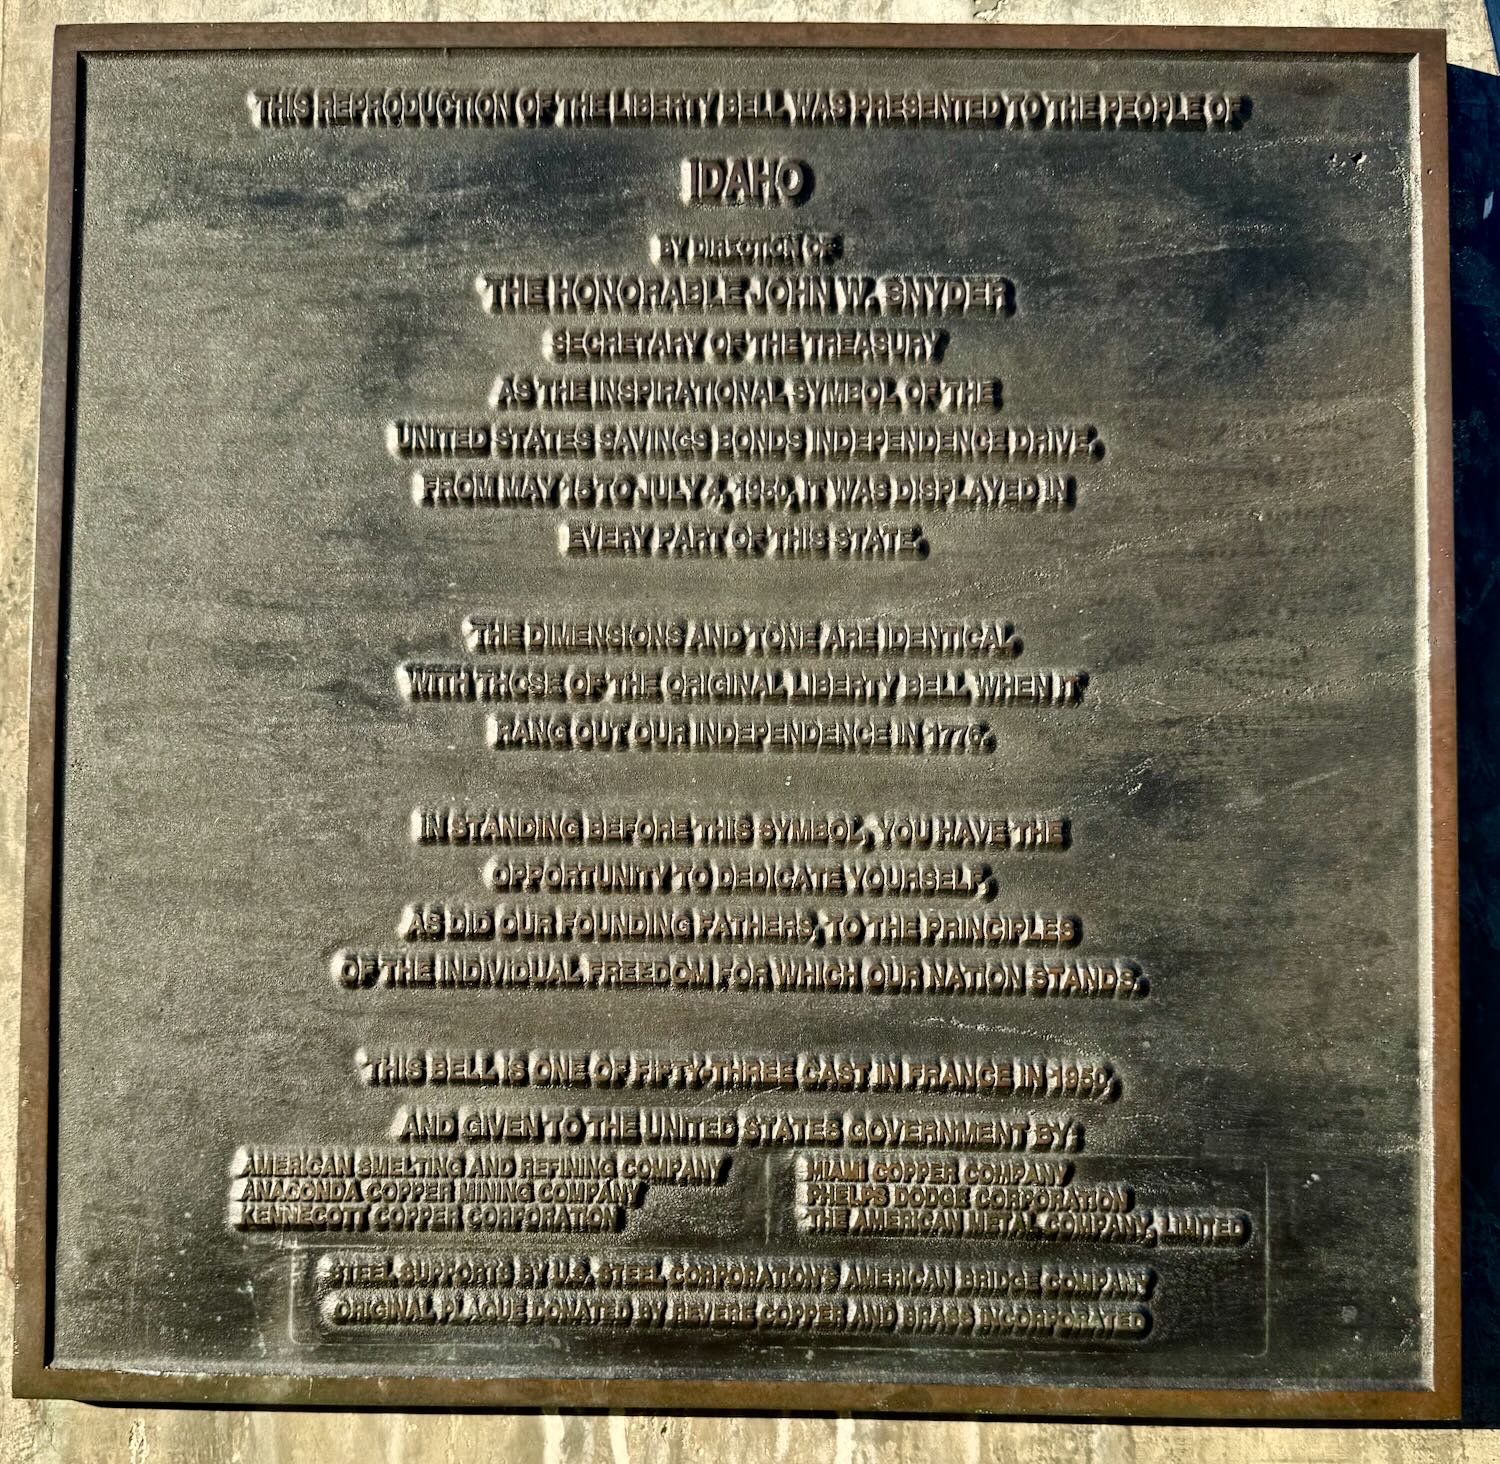 THIS REPRODUCTION OF THE LIBERTY BELL WAS PRESENTED TO THE PEOPLE OF
IDAHO
BY DIRECTION OF
THE HONORABLE JOHN W. SNYDER
SECRETARY OF THE TREASURY
AS THE INSPIRATIONAL SYMBOL OF THE
UNITED STATES SAVINGS BONDS INDEPENDENCE DRIVE.
FROM MAY 15 TO JULY 4, 1950, IT WAS DISPLAYED IN
EVERY PART OF THIS STATE.
THE DIMENSIONS AND TONE ARE IDENTICAL
WITH THOSE OF THE ORIGINAL LIBERTY BELL WHEN IT
RANG OUT OUR INDEPENDENCE IN 1776.
IN STANDING BEFORE THIS SYMBOL, YOU HAVE THE
OPPORTUNITY TO DEDICATE YOURSELF,
AS DID OUR FOUNDING FATHERS, TO THE PRINCIPLES
OF THE INDIVIDUAL FREEDOM FOR WHICH OUR NATION STANDS.
THIS BELL IS ONE OF FIFTY-THREE CAST IN FRANCE IN 1950,
AND GIVEN TO THE UNITED STATES GOVERNMENT BY:
AMERICAN SMELTING AND REFINING COMPANY
ANACONDA COPPER MINING COMPANY
KENNECOTT COPPER CORPORATION
MIAMI COPPER COMPANY
PHELPS DODGE CORPORATION
THE AMERICAN METAL COMPANY, LIMITED
STEEL SUPPORTS BY U.S. STEEL CORPORATION'S AMERICAN BRIDGE COMPANY
ORIGINAL PLAQUE DONATED BY REVERE COPPER AND BRASS INCORPORATED